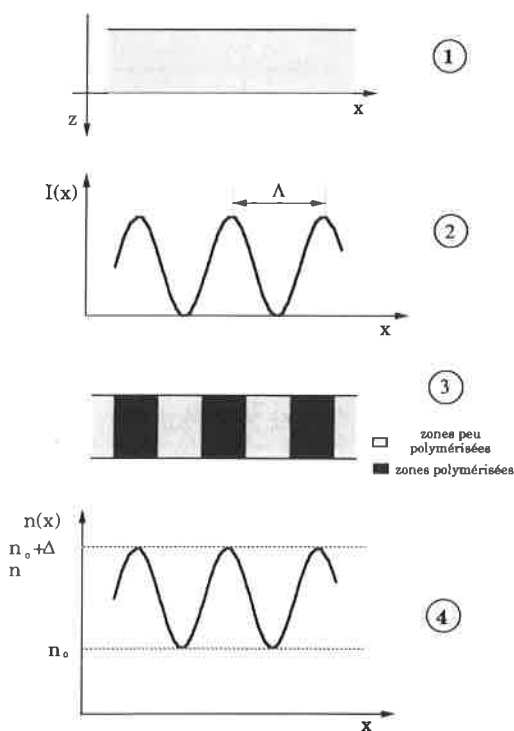 1
x
z
I(x)
Λ
2
x
3
zones peu
polymérisées
zones polymérisées
n(x)
n₀+Δ
n
4
n₀
x